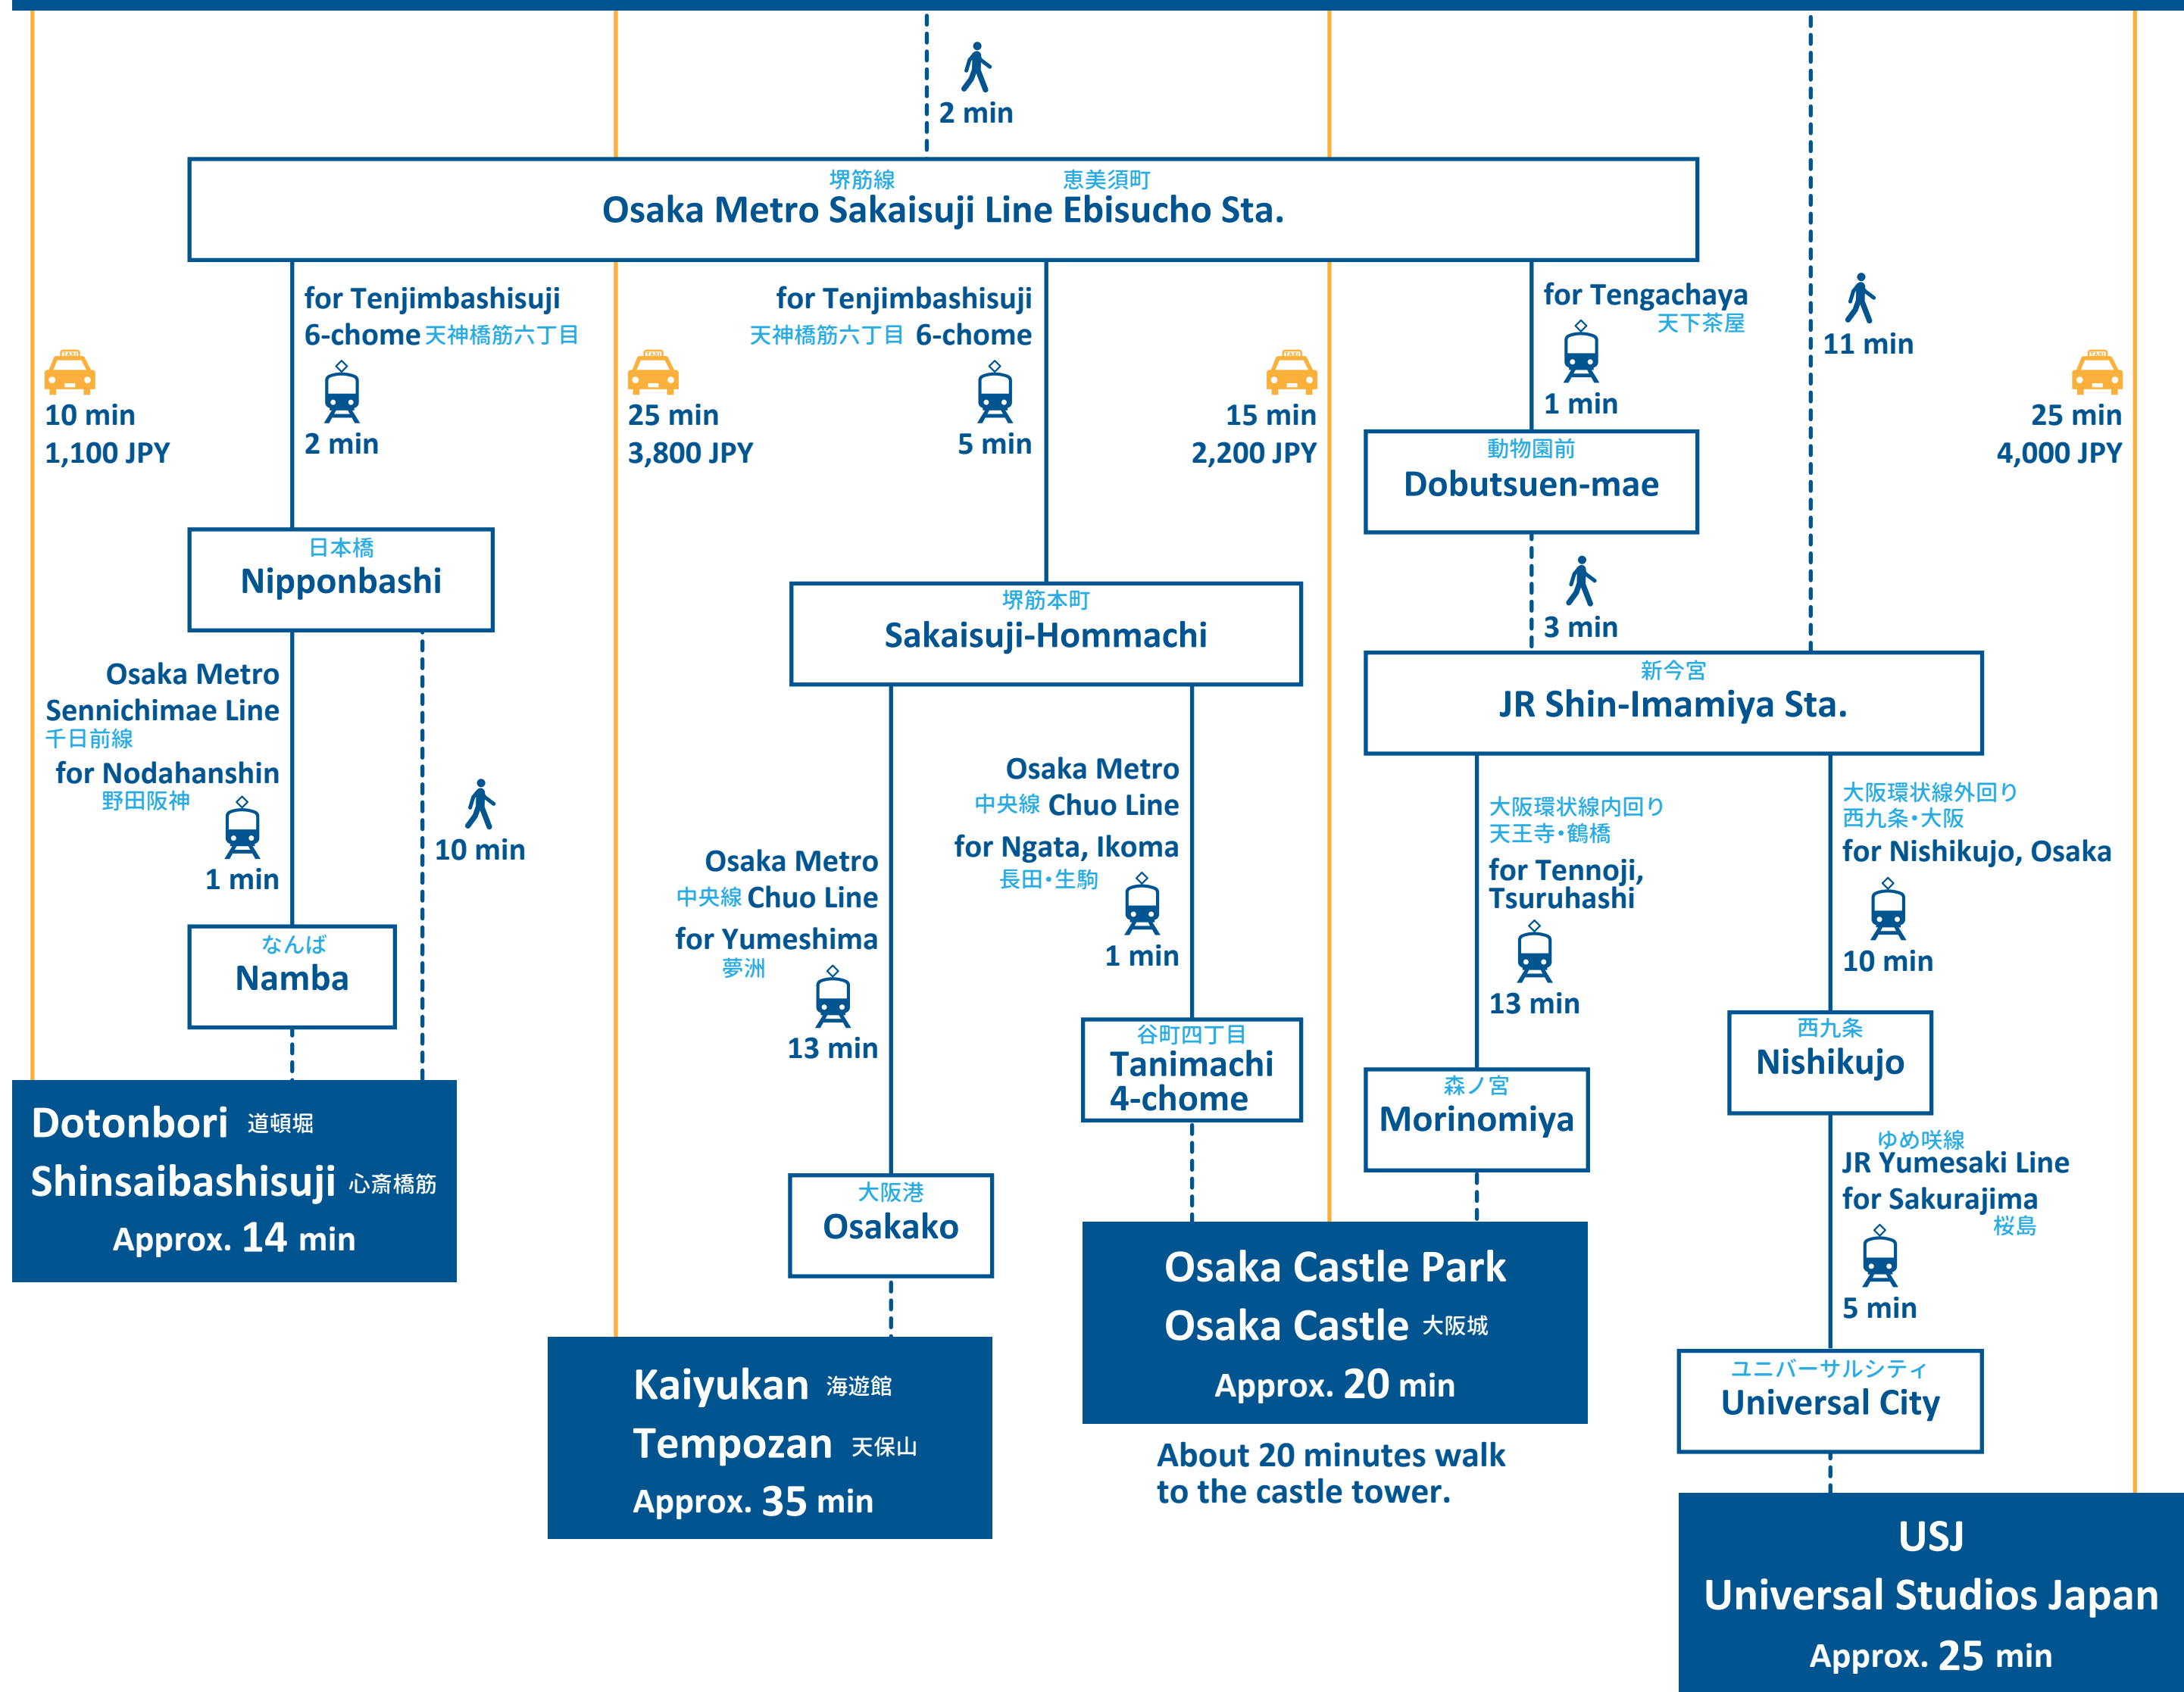 2 min
堺筋線 恵美須町
Osaka Metro Sakaisuji Line Ebisucho Sta.
TAXI
10 min
1,100 JPY
for Tenjimbashisuji
6-chome 天神橋筋六丁目
2 min
TAXI
25 min
3,800 JPY
for Tenjimbashisuji
天神橋筋六丁目 6-chome
5 min
TAXI
15 min
2,200 JPY
for Tengachaya
天下茶屋
1 min
11 min
TAXI
25 min
4,000 JPY
日本橋
Nipponbashi
動物園前
Dobutsuen-mae
3 min
堺筋本町
Sakaisuji-Hommachi
新今宮
JR Shin-Imamiya Sta.
Osaka Metro
Sennichimae Line
千日前線
for Nodahanshin
野田阪神
1 min
10 min
なんば
Namba
Osaka Metro
中央線 Chuo Line
for Yumeshima
夢洲
13 min
Osaka Metro
中央線 Chuo Line
for Ngata, Ikoma
長田・生駒
1 min
大阪環状線内回り
天王寺・鶴橋
for Tennoji,
Tsuruhashi
13 min
大阪環状線外回り
西九条・大阪
for Nishikujo, Osaka
10 min
谷町四丁目
Tanimachi
4-chome
森ノ宮
Morinomiya
西九条
Nishikujo
Dotonbori 道頓堀
Shinsaibashisuji 心斎橋筋
Approx. 14 min
大阪港
Osakako
ゆめ咲線
JR Yumesaki Line
for Sakurajima
桜島
5 min
Kaiyukan 海遊館
Tempozan 天保山
Approx. 35 min
Osaka Castle Park
Osaka Castle 大阪城
Approx. 20 min
About 20 minutes walk
to the castle tower.
ユニバーサルシティ
Universal City
USJ
Universal Studios Japan
Approx. 25 min